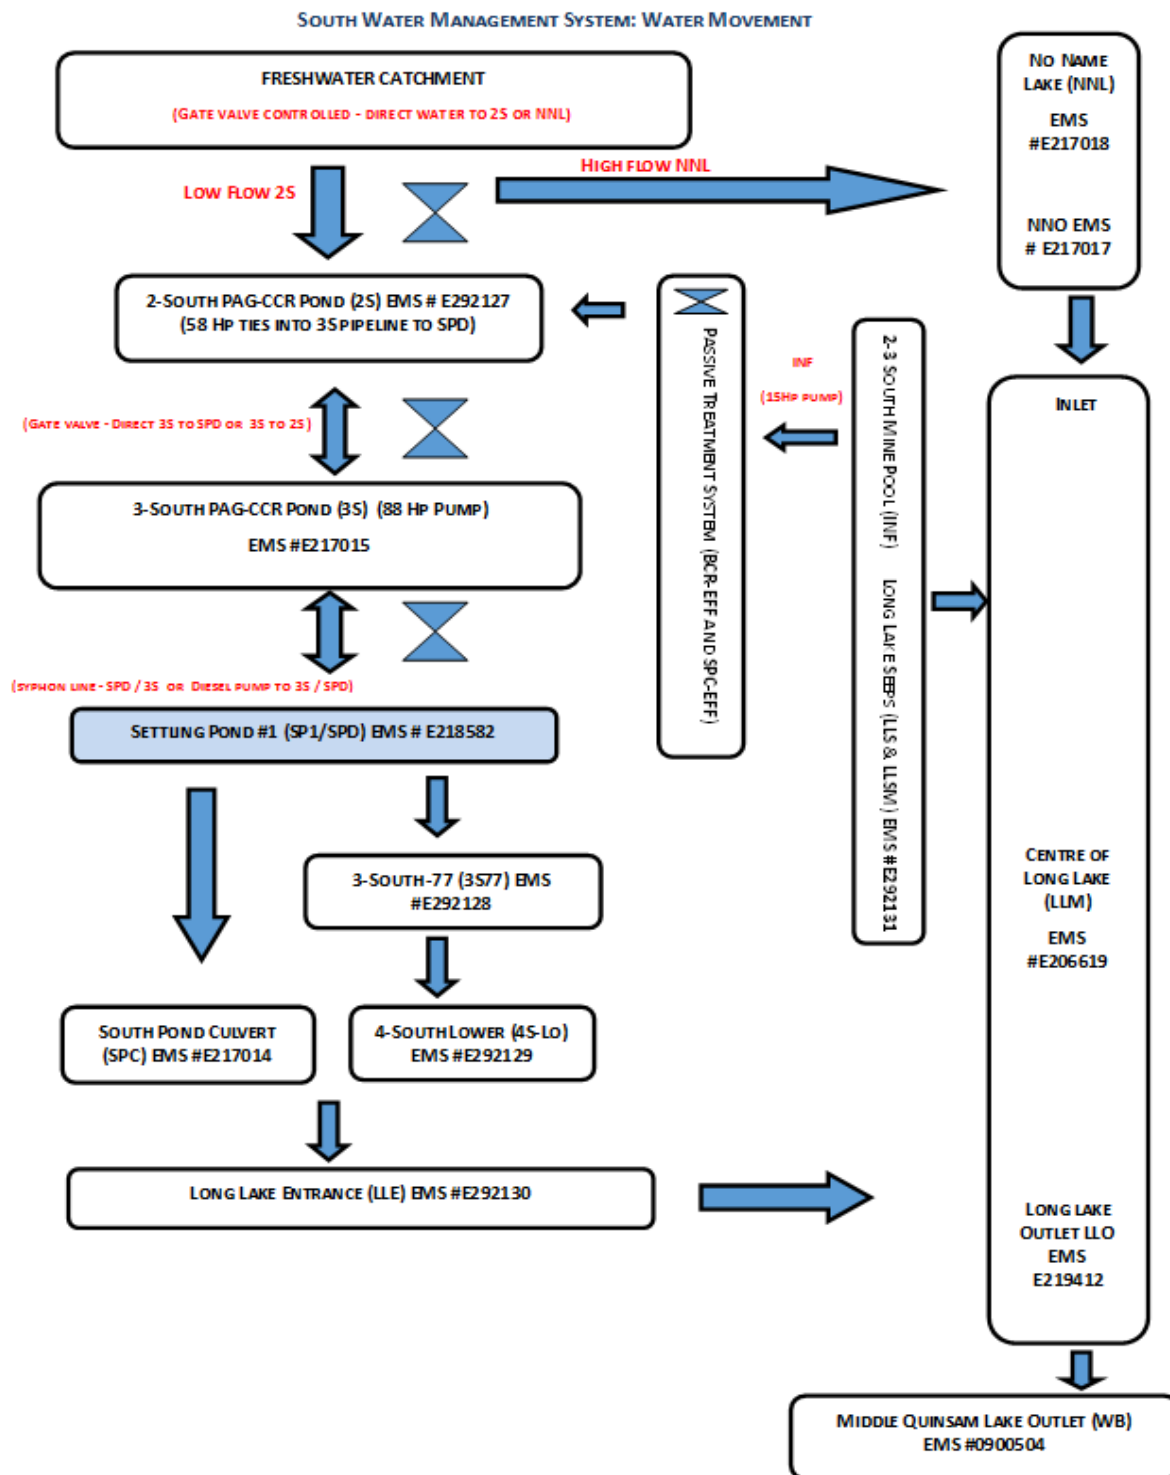 SOUTH WATER MANAGEMENT SYSTEM: WATER MOVEMENT
FRESHWATER CATCHMENT
(GATE VALVE CONTROLLED - DIRECT WATER TO 2S OR NNL)
LOW FLOW 2S
HIGH FLOW NNL
NO NAME
LAKE (NNL)
EMS
#E217018
NNO EMS
# E217017
2-SOUTH PAG-CCR POND (2S) EMS # E292127
(58 HP TIES INTO 3S PIPELINE TO SPD)
(GATE VALVE - DIRECT 3S TO SPD OR 3S TO 2S)
3-SOUTH PAG-CCR POND (3S) (88 HP PUMP)
EMS #E217015
(SYPHON LINE - SPD / 3S OR DIESEL PUMP TO 3S / SPD)
SETTLING POND #1 (SP1/SPD) EMS # E218582
3-SOUTH-77 (3S77) EMS
#E292128
SOUTH POND CULVERT
(SPC) EMS #E217014
4-SOUTH LOWER (4S-LO)
EMS #E292129
LONG LAKE ENTRANCE (LLE) EMS #E292130
PASSIVE TREATMENT SYSTEM (BCR-EFF AND SPC-EFF)
INF
(15HP PUMP)
2-3 SOUTH MINE POOL (INF) LONG LAKE SEEPS (LLS & LLSM) EMS #E292131
INLET
CENTRE OF
LONG LAKE
(LLM)
EMS
#E206619
LONG LAKE
OUTLET LLO
EMS
E219412
MIDDLE QUINSAM LAKE OUTLET (WB)
EMS #0900504